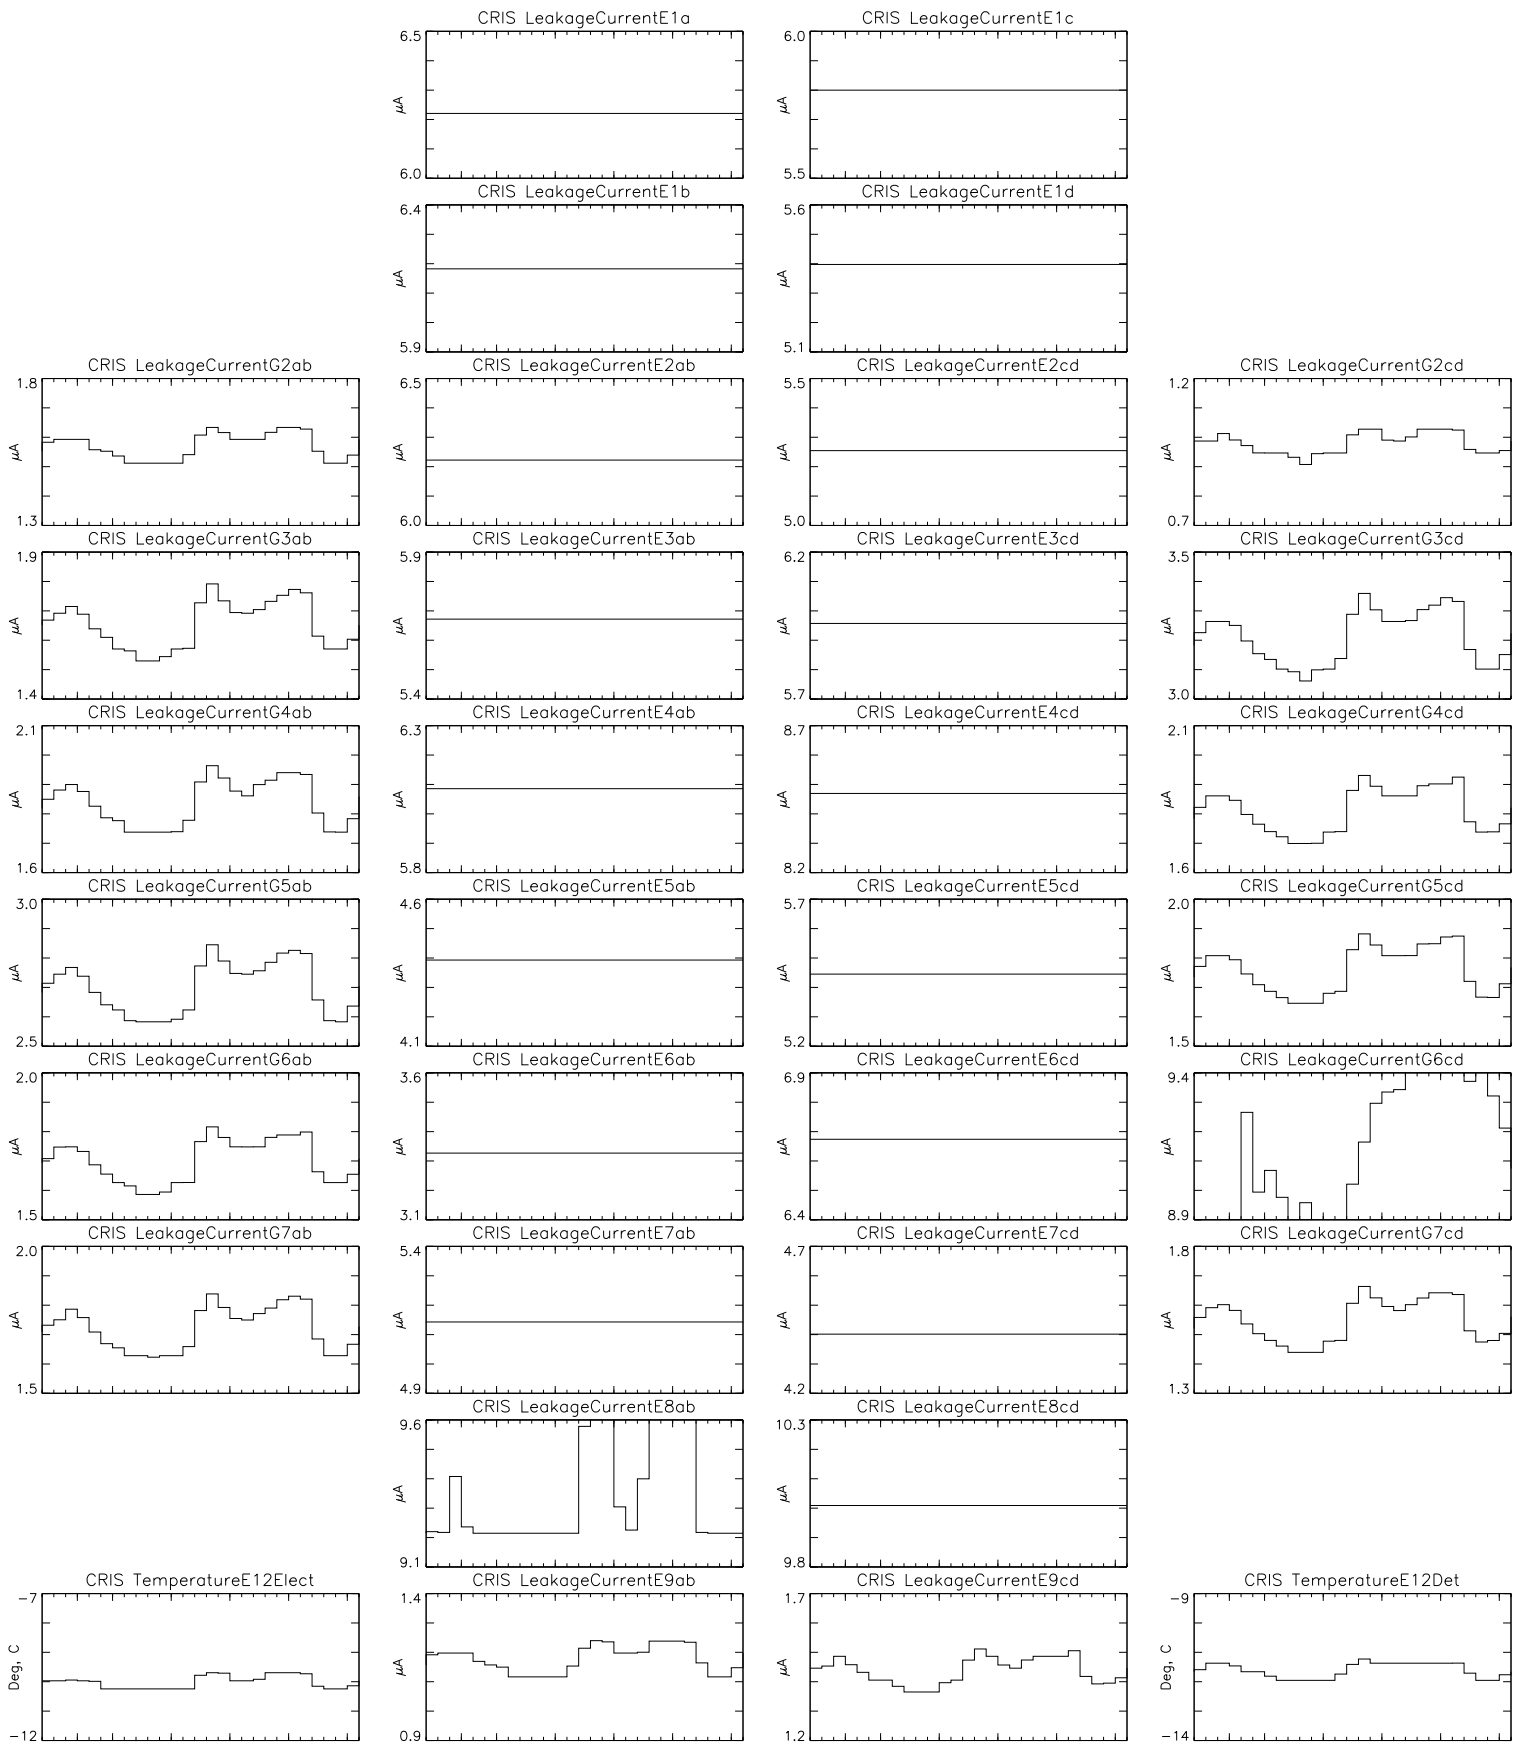 CRIS LeakageCurrentE1a
6.5
µA
6.0
CRIS LeakageCurrentE1c
6.0
µA
5.5
CRIS LeakageCurrentE1b
6.4
µA
5.9
CRIS LeakageCurrentE1d
5.6
µA
5.1
CRIS LeakageCurrentG2ab
1.8
µA
1.3
CRIS LeakageCurrentE2ab
6.5
µA
6.0
CRIS LeakageCurrentE2cd
5.5
µA
5.0
CRIS LeakageCurrentG2cd
1.2
µA
0.7
CRIS LeakageCurrentG3ab
1.9
µA
1.4
CRIS LeakageCurrentE3ab
5.9
µA
5.4
CRIS LeakageCurrentE3cd
6.2
µA
5.7
CRIS LeakageCurrentG3cd
3.5
µA
3.0
CRIS LeakageCurrentG4ab
2.1
µA
1.6
CRIS LeakageCurrentE4ab
6.3
µA
5.8
CRIS LeakageCurrentE4cd
8.7
µA
8.2
CRIS LeakageCurrentG4cd
2.1
µA
1.6
CRIS LeakageCurrentG5ab
3.0
µA
2.5
CRIS LeakageCurrentE5ab
4.6
µA
4.1
CRIS LeakageCurrentE5cd
5.7
µA
5.2
CRIS LeakageCurrentG5cd
2.0
µA
1.5
CRIS LeakageCurrentG6ab
2.0
µA
1.5
CRIS LeakageCurrentE6ab
3.6
µA
3.1
CRIS LeakageCurrentE6cd
6.9
µA
6.4
CRIS LeakageCurrentG6cd
9.4
µA
8.9
CRIS LeakageCurrentG7ab
2.0
µA
1.5
CRIS LeakageCurrentE7ab
5.4
µA
4.9
CRIS LeakageCurrentE7cd
4.7
µA
4.2
CRIS LeakageCurrentG7cd
1.8
µA
1.3
CRIS LeakageCurrentE8ab
9.6
µA
9.1
CRIS LeakageCurrentE8cd
10.3
µA
9.8
CRIS TemperatureE12Elect
−7
Deg, C
−12
CRIS LeakageCurrentE9ab
1.4
µA
0.9
CRIS LeakageCurrentE9cd
1.7
µA
1.2
CRIS TemperatureE12Det
−9
Deg, C
−14